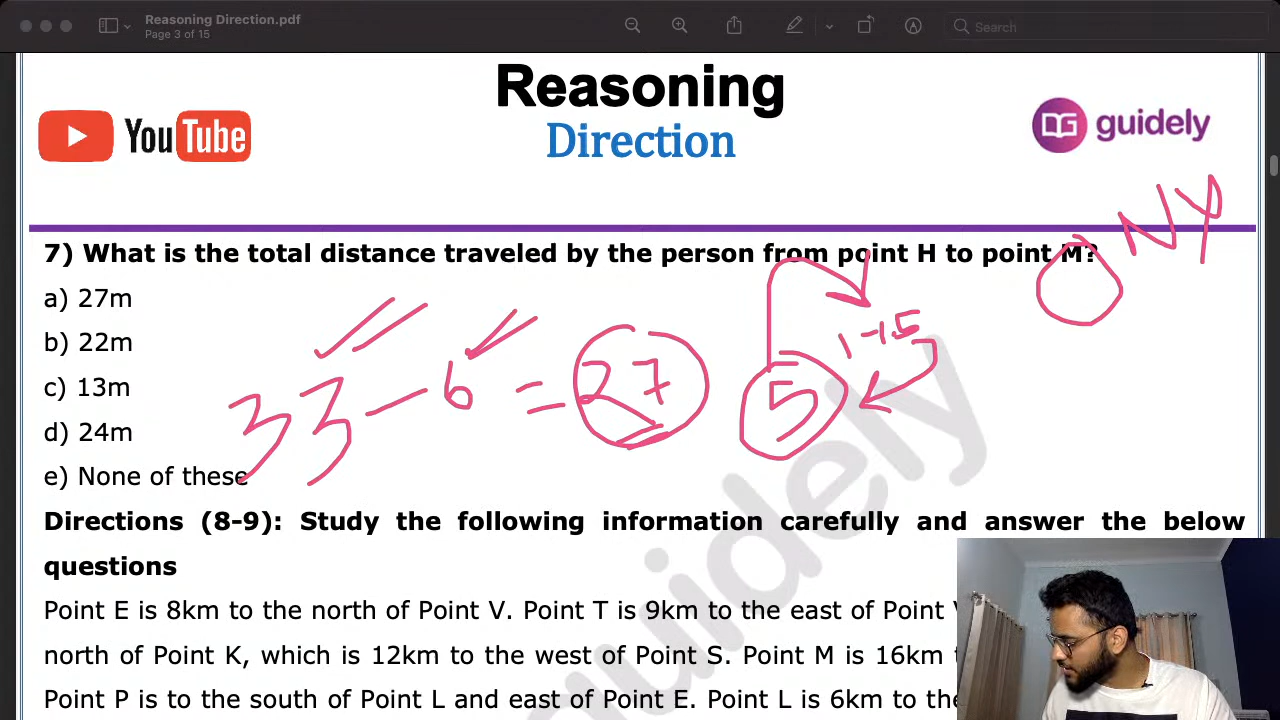 Reasoning Direction.pdf
Page 3 of 15
Search
Reasoning
YouTube
Direction
guidely
NY
7) What is the total distance traveled by the person from point H to point M?
a) 27m
b) 22m
c) 13m
d) 24m
e) None of these
33 - 6 = 27
5
1-15
Directions (8-9): Study the following information carefully and answer the below
questions
Point E is 8km to the north of Point V. Point T is 9km to the east of Point
north of Point K, which is 12km to the west of Point S. Point M is 16km
Point P is to the south of Point L and east of Point E. Point L is 6km to the
guidely